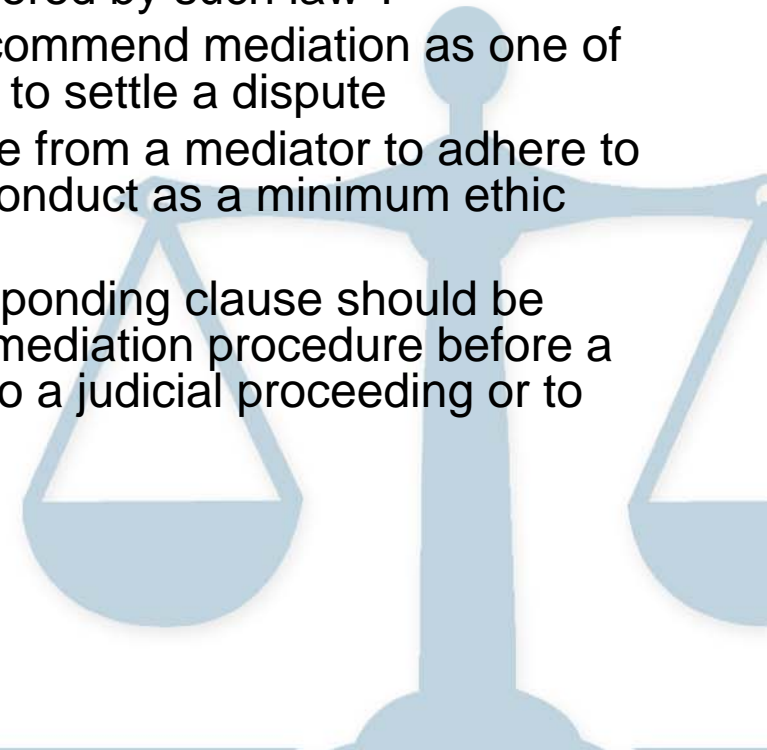 ered by such law".
commend mediation as one of
to settle a dispute
e from a mediator to adhere to
onduct as a minimum ethic
ponding clause should be
mediation procedure before a
o a judicial proceeding or to